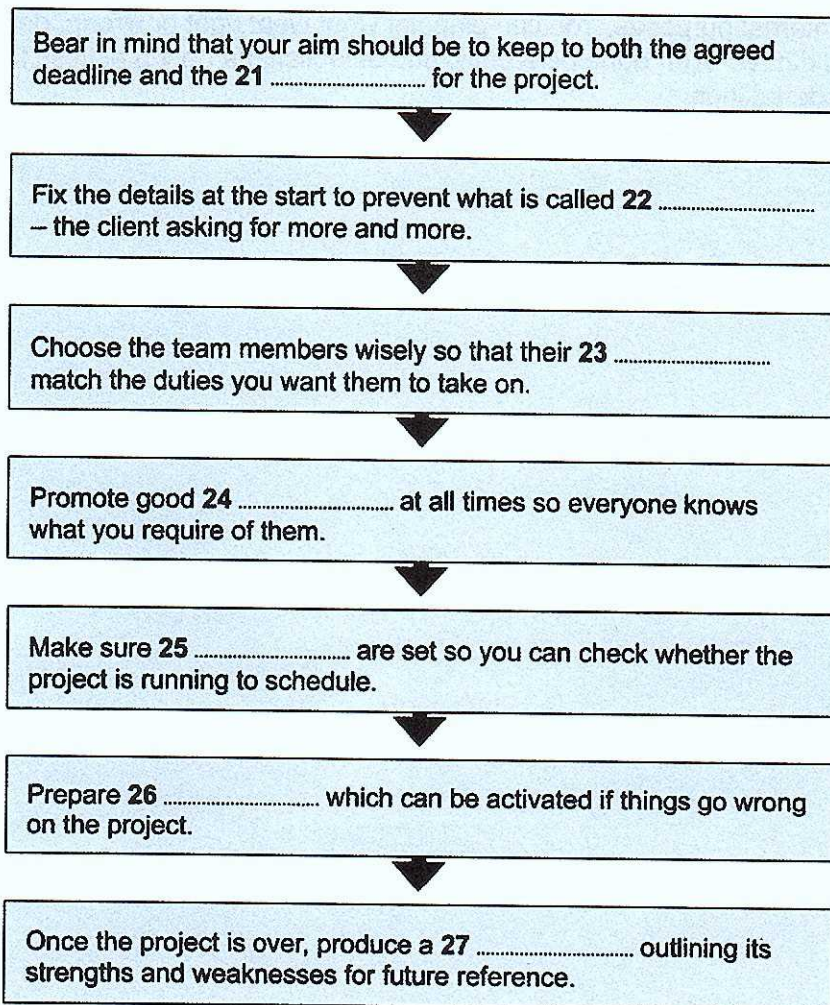 Bear in mind that your aim should be to keep to both the agreed
deadline and the 21 .............................. for the project.
Fix the details at the start to prevent what is called 22 ..............................
– the client asking for more and more.
Choose the team members wisely so that their 23 ..............................
match the duties you want them to take on.
Promote good 24 .............................. at all times so everyone knows
what you require of them.
Make sure 25 .............................. are set so you can check whether the
project is running to schedule.
Prepare 26 .............................. which can be activated if things go wrong
on the project.
Once the project is over, produce a 27 .............................. outlining its
strengths and weaknesses for future reference.